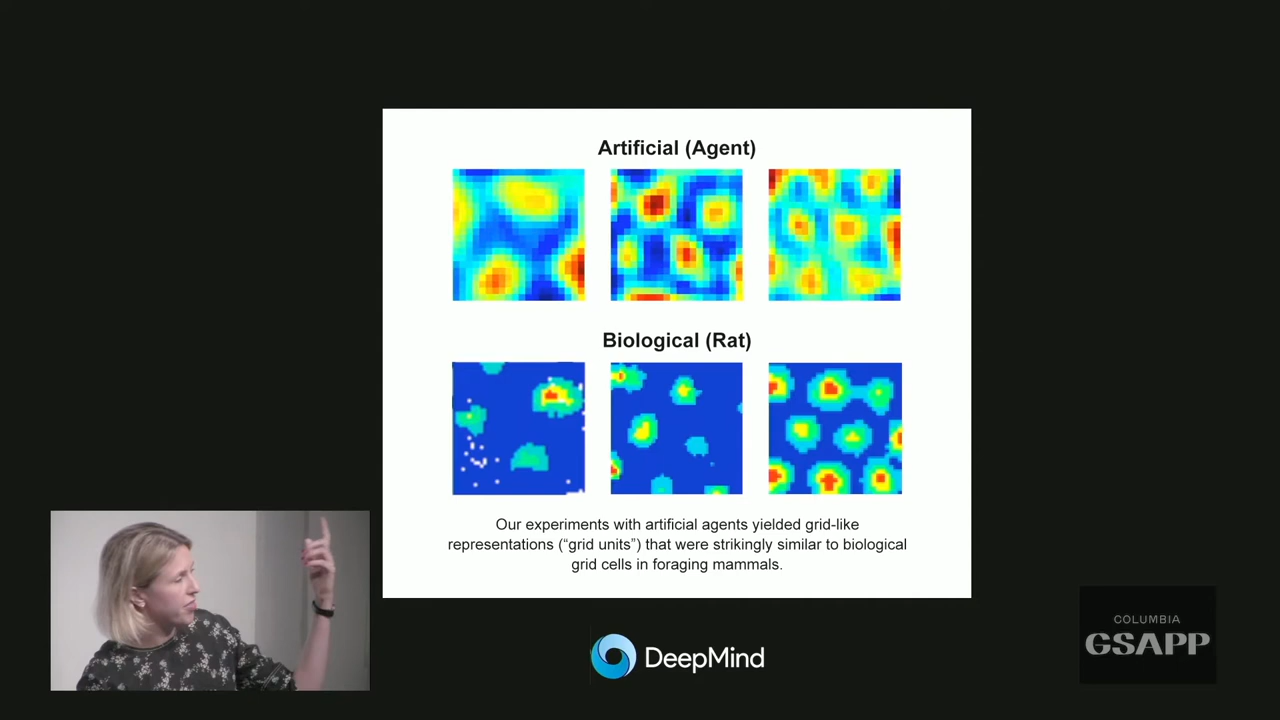 Artificial (Agent)
Biological (Rat)
Our experiments with artificial agents yielded grid-like
representations (“grid units”) that were strikingly similar to biological
grid cells in foraging mammals.
DeepMind
COLUMBIA
GSAPP